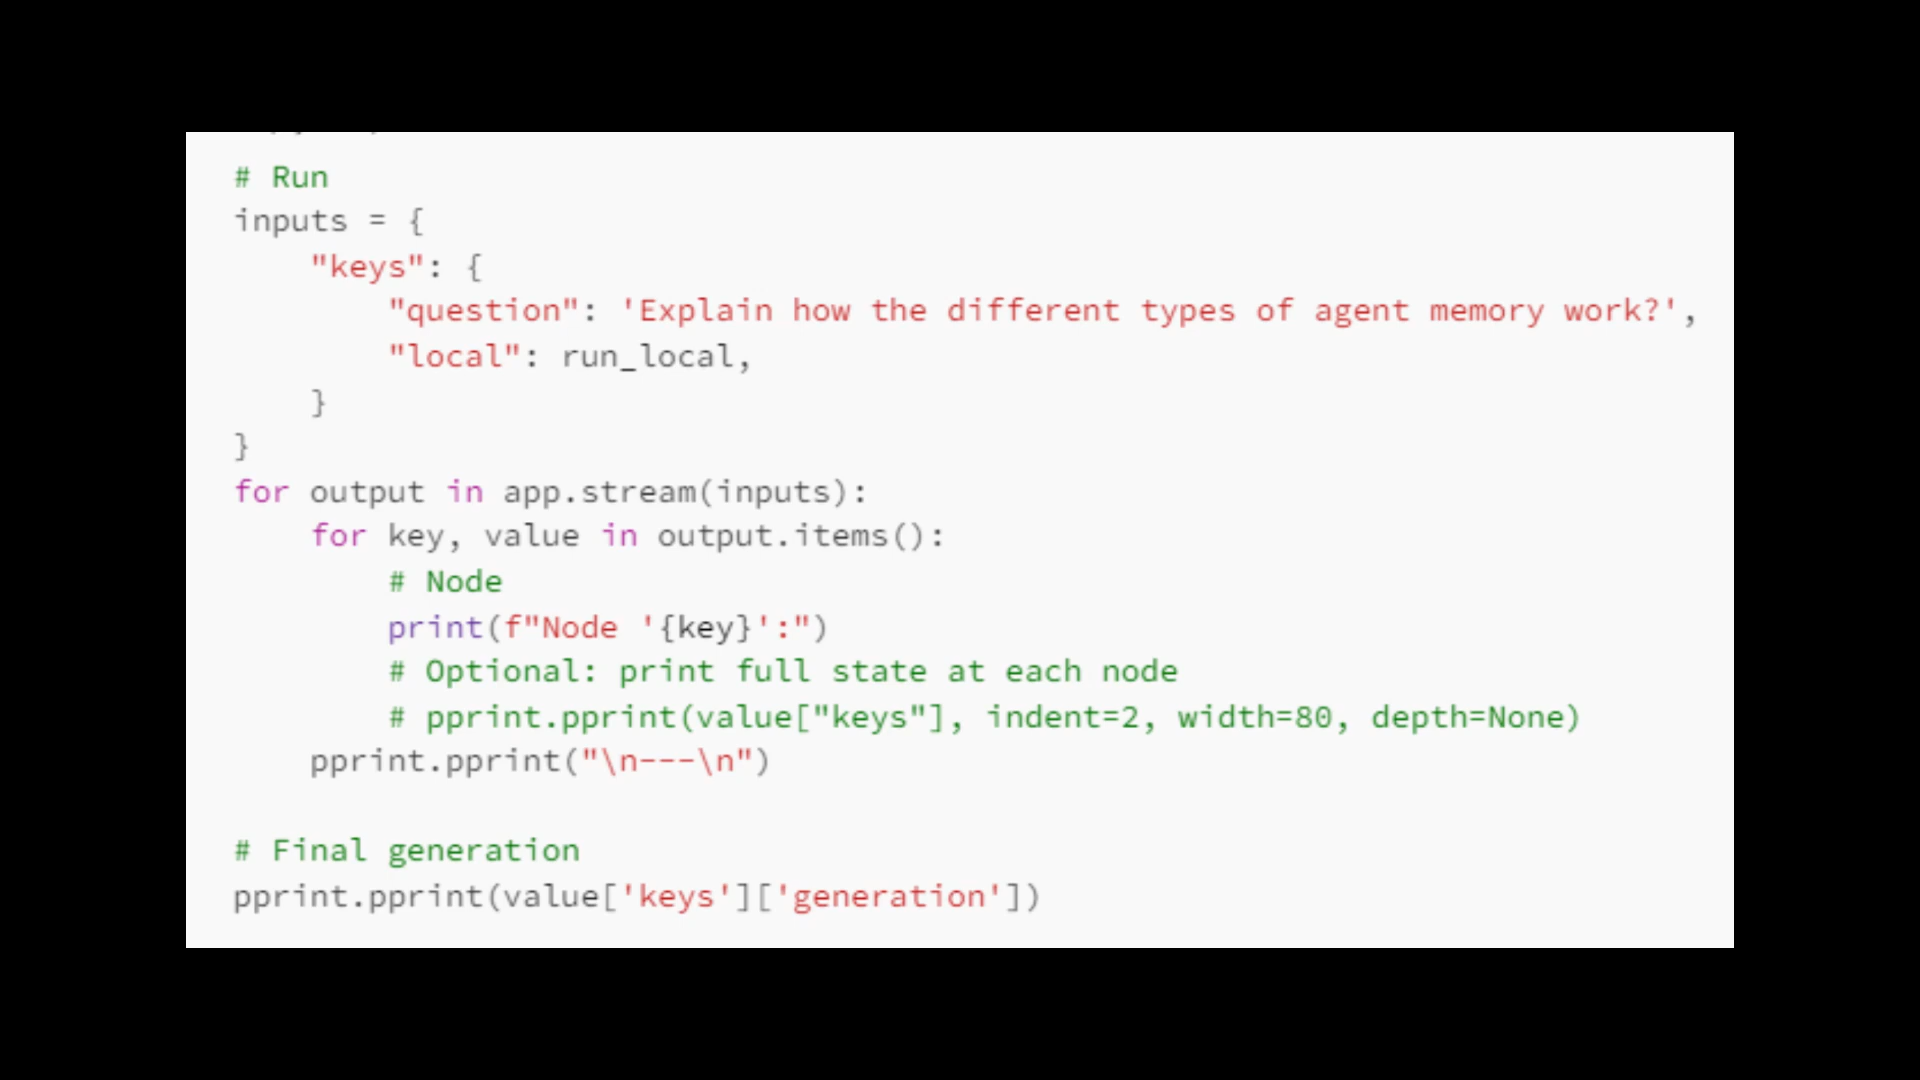 # Run
inputs = {
    "keys": {
        "question": 'Explain how the different types of agent memory work?',
        "local": run_local,
    }
}
for output in app.stream(inputs):
    for key, value in output.items():
        # Node
        print(f"Node '{key}':")
        # Optional: print full state at each node
        # pprint.pprint(value["keys"], indent=2, width=80, depth=None)
    pprint.pprint("\n---\n")

# Final generation
pprint.pprint(value['keys']['generation'])